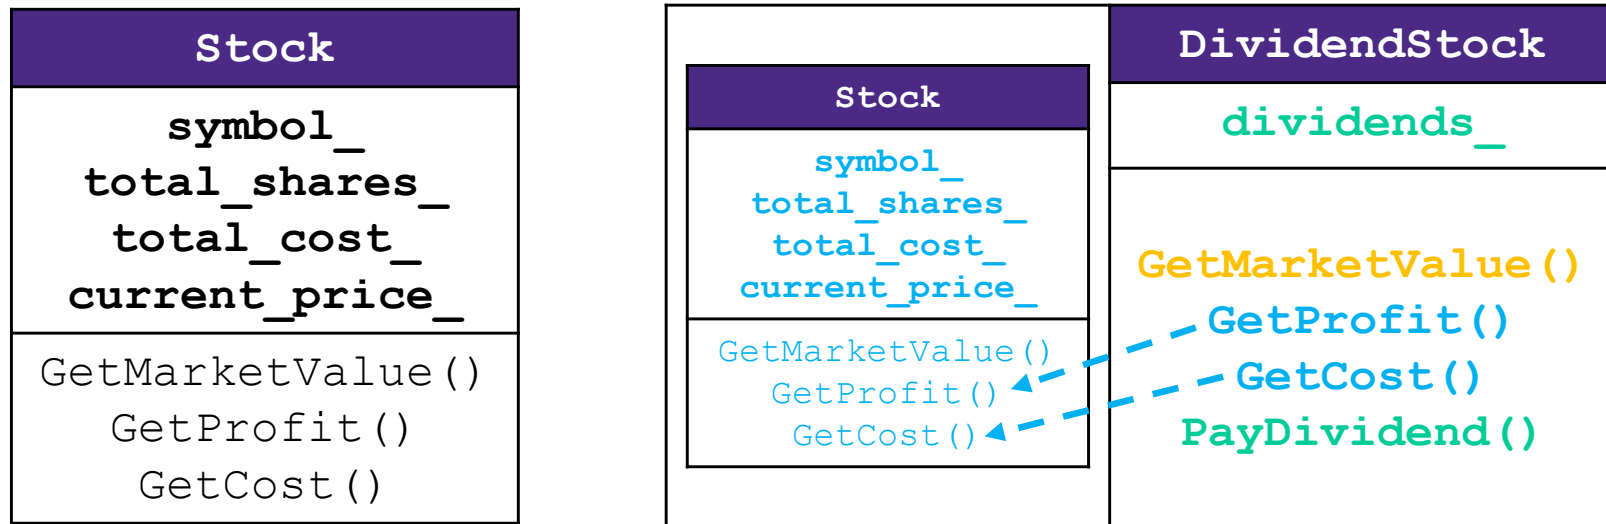 Stock
symbol_
total_shares_
total_cost_
current_price_
GetMarketValue()
GetProfit()
GetCost()
Stock
symbol_
total_shares_
total_cost_
current_price_
GetMarketValue()
GetProfit()
GetCost()
DividendStock
dividends_
GetMarketValue()
GetProfit()
GetCost()
PayDividend()